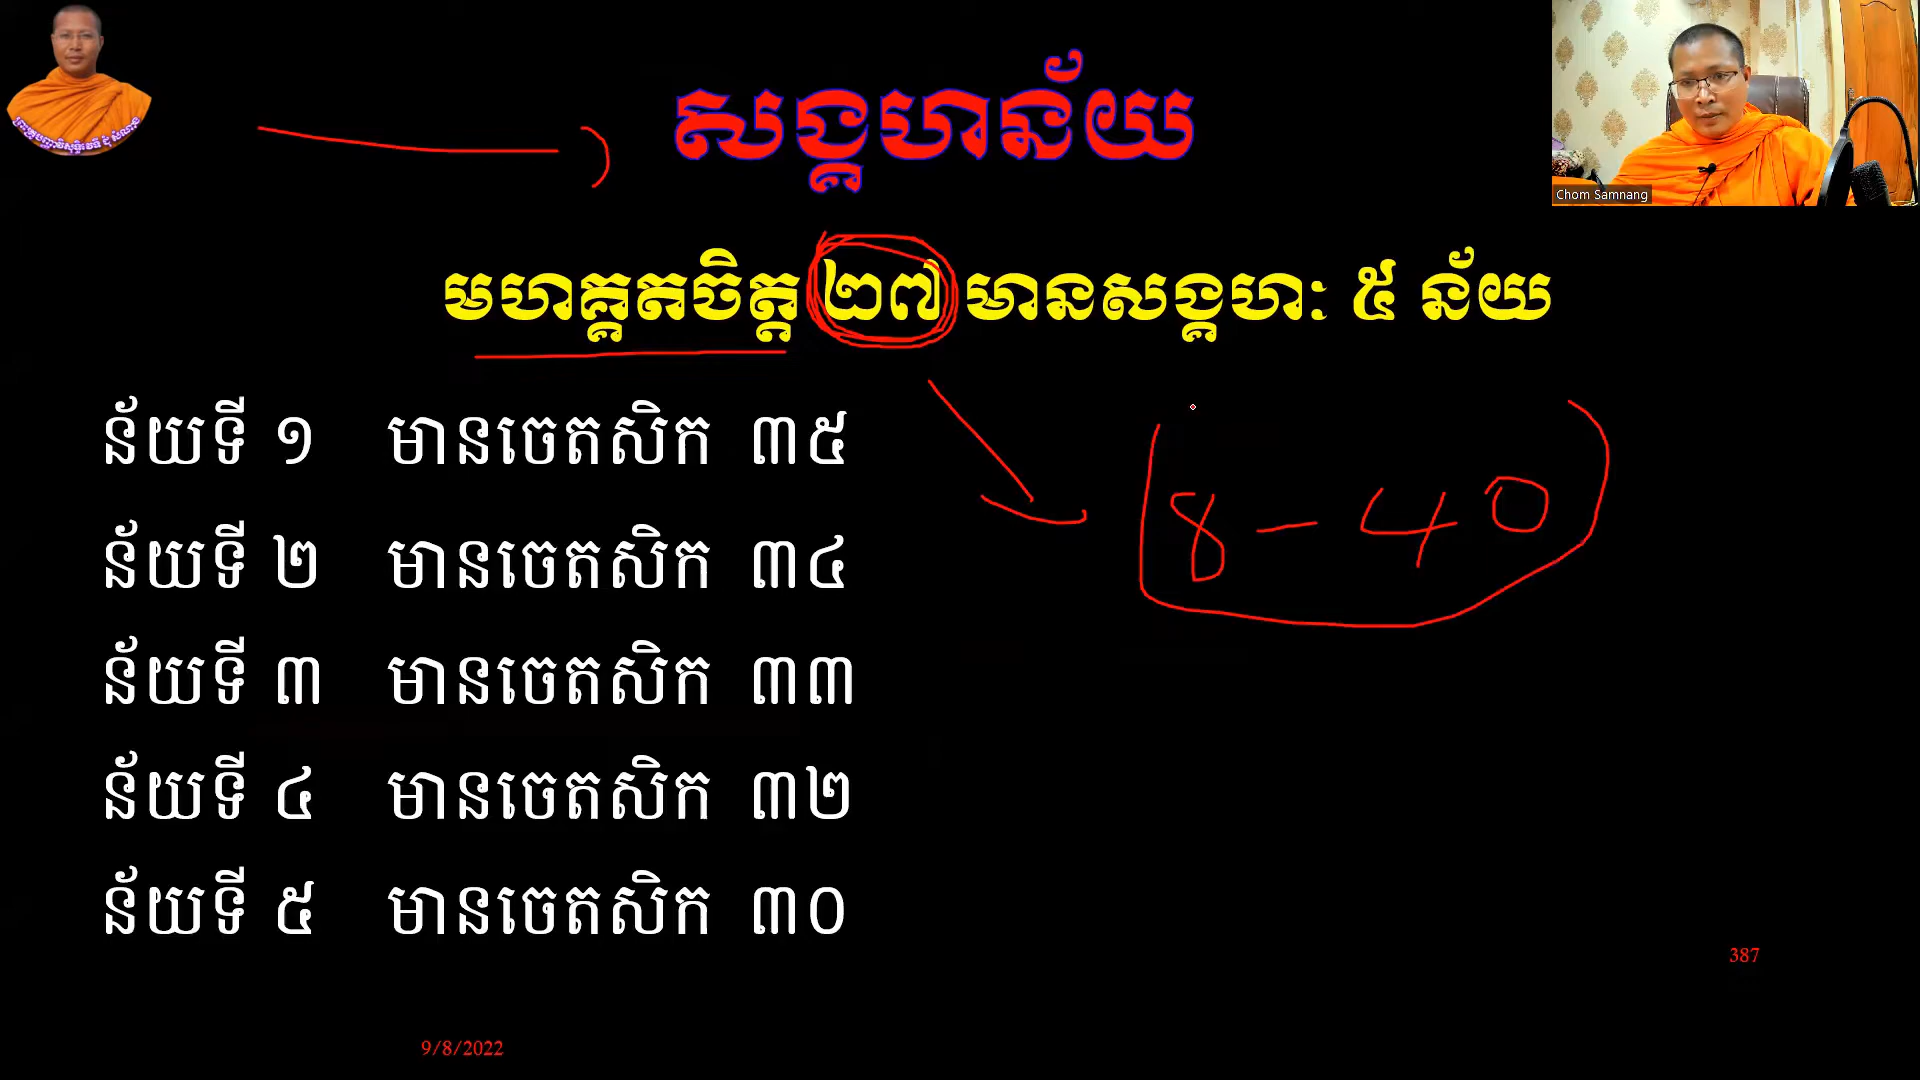 សង្គហន័យ
Chom Samnang
មហគ្គតចិត្ត ២៧ មានសង្គហៈ ៥ ន័យ
ន័យទី ១ មានចេតសិក ៣៥
8 - 40
ន័យទី ២ មានចេតសិក ៣៤
ន័យទី ៣ មានចេតសិក ៣៣
ន័យទី ៤ មានចេតសិក ៣២
ន័យទី ៥ មានចេតសិក ៣០
387
9/8/2022